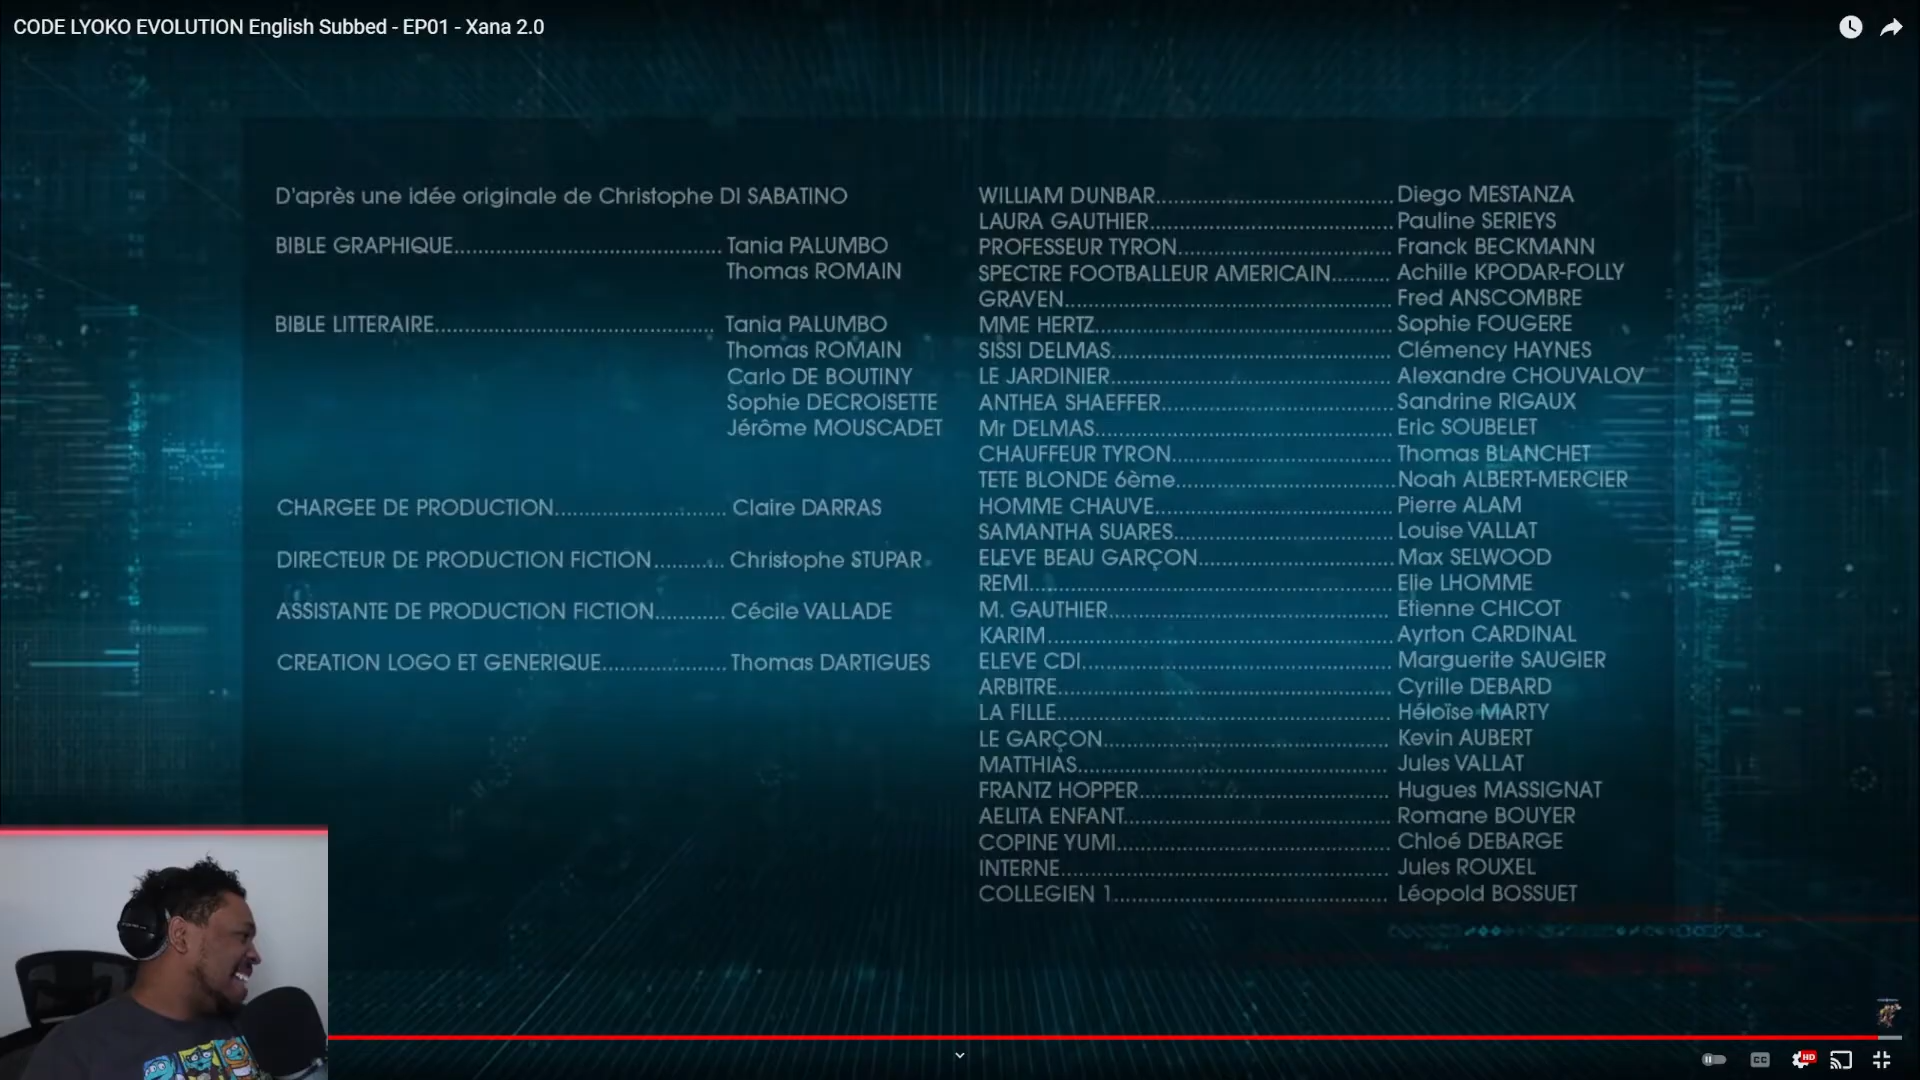 CODE LYOKO EVOLUTION English Subbed - EP01 - Xana 2.0
D'après une idée originale de Christophe DI SABATINO
BIBLE GRAPHIQUE............................................. Tania PALUMBO
Thomas ROMAIN
BIBLE LITTERAIRE............................................... Tania PALUMBO
Thomas ROMAIN
Carlo DE BOUTINY
Sophie DECROISETTE
Jérôme MOUSCADET
CHARGEE DE PRODUCTION............................. Claire DARRAS
DIRECTEUR DE PRODUCTION FICTION............ Christophe STUPAR
ASSISTANTE DE PRODUCTION FICTION............ Cécile VALLADE
CREATION LOGO ET GENERIQUE..................... Thomas DARTIGUES
WILLIAM DUNBAR........................................ Diego MESTANZA
LAURA GAUTHIER......................................... Pauline SERIEYS
PROFESSEUR TYRON.................................... Franck BECKMANN
SPECTRE FOOTBALLEUR AMERICAIN.......... Achille KPODAR-FOLLY
GRAVEN....................................................... Fred ANSCOMBRE
MME HERTZ.................................................. Sophie FOUGERE
SISSI DELMAS............................................... Clémency HAYNES
LE JARDINIER............................................... Alexandre CHOUVALOV
ANTHEA SHAEFFER....................................... Sandrine RIGAUX
Mr DELMAS.................................................. Eric SOUBELET
CHAUFFEUR TYRON..................................... Thomas BLANCHET
TETE BLONDE 6ème.....................................Noah ALBERT-MERCIER
HOMME CHAUVE........................................ Pierre ALAM
SAMANTHA SUARES..................................... Louise VALLAT
ELEVE BEAU GARÇON.................................Max SELWOOD
REMI............................................................. Elie LHOMME
M. GAUTHIER................................................ Etienne CHICOT
KARIM.......................................................... Ayrton CARDINAL
ELEVE CDI.................................................... Marguerite SAUGIER
ARBITRE........................................................ Cyrille DEBARD
LA FILLE........................................................ Héloïse MARTY
LE GARÇON................................................ Kevin AUBERT
MATTHIAS..................................................... Jules VALLAT
FRANTZ HOPPER.......................................... Hugues MASSIGNAT
AELITA ENFANT............................................. Romane BOUYER
COPINE YUMI.............................................. Chloé DEBARGE
INTERNE........................................................ Jules ROUXEL
COLLEGIEN 1.............................................. Léopold BOSSUET
CC
HD